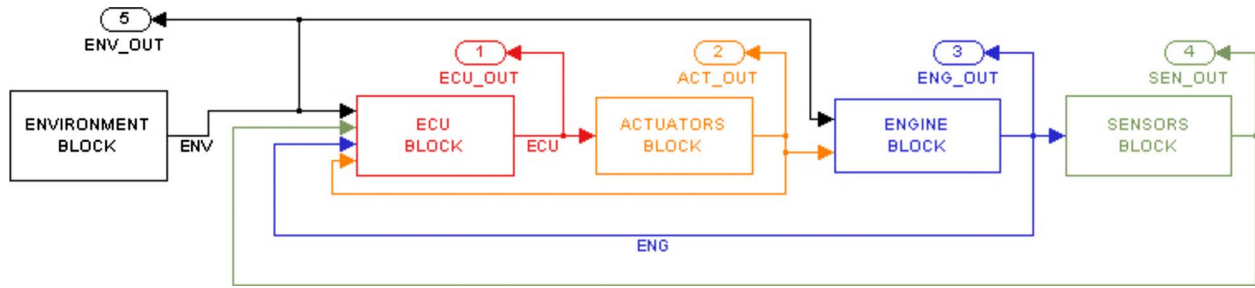 5
ENV_OUT
1
ECU_OUT
2
ACT_OUT
3
ENG_OUT
4
SEN_OUT
ENVIRONMENT
BLOCK
ENV
ECU
BLOCK
ECU
ACTUATORS
BLOCK
ENGINE
BLOCK
SENSORS
BLOCK
ENG